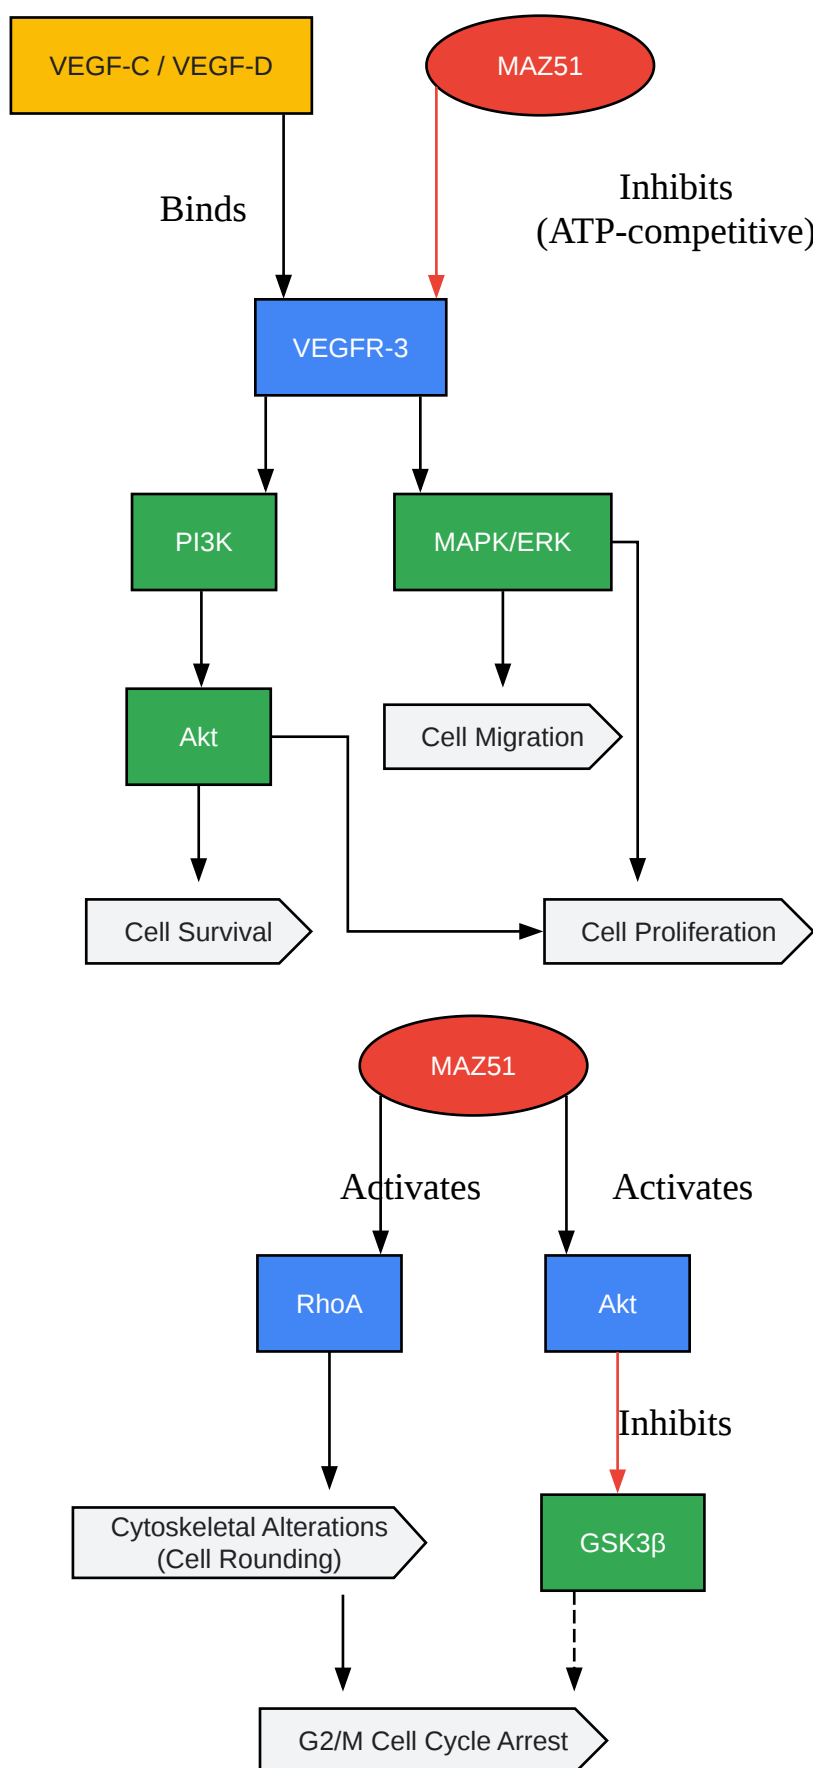 VEGF-C / VEGF-D
MAZ51
Binds
Inhibits
(ATP-competitive)
VEGFR-3
PI3K
MAPK/ERK
Akt
Cell Migration
Cell Survival
Cell Proliferation
MAZ51
Activates
Activates
RhoA
Akt
Inhibits
Cytoskeletal Alterations
(Cell Rounding)
GSK3β
G2/M Cell Cycle Arrest